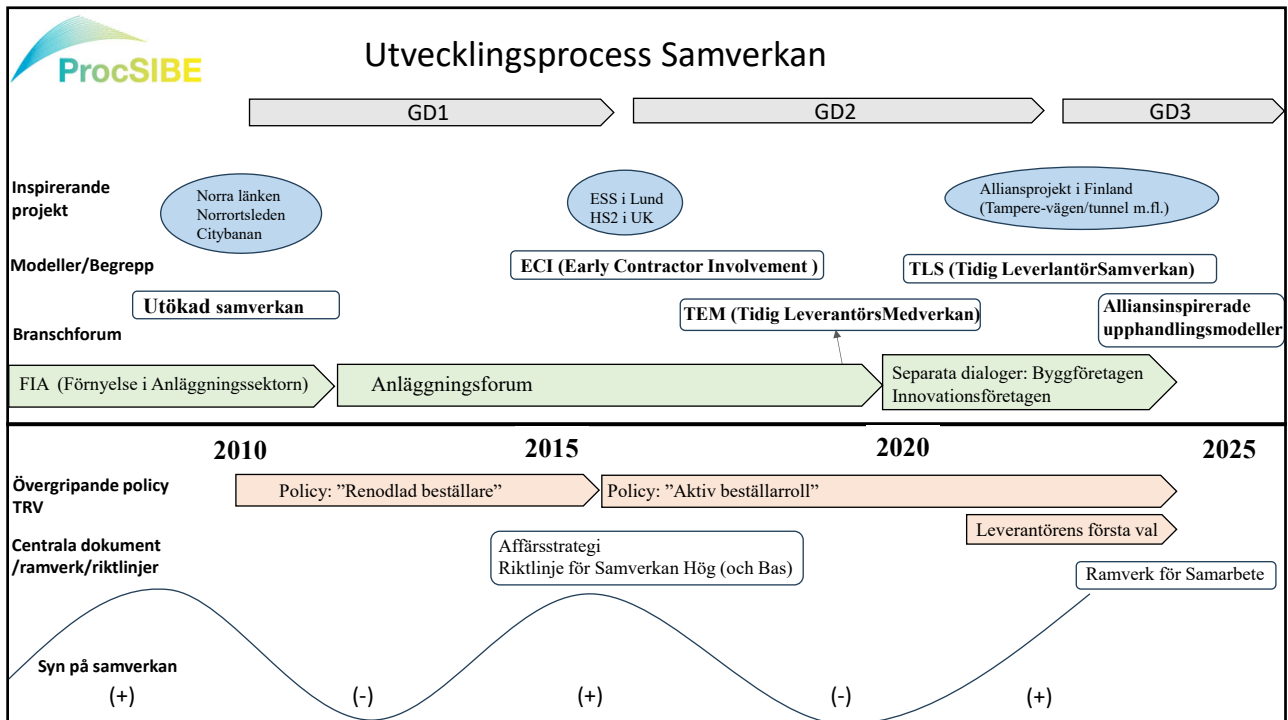 ProcSIBE
Utvecklingsprocess Samverkan
GD1
GD2
GD3
Inspirerande
projekt
Norra länken
Norrortsleden
Citybanan
ESS i Lund
HS2 i UK
Alliansprojekt i Finland
(Tampere-vägen/tunnel m.fl.)
Modeller/Begrepp
ECI (Early Contractor Involvement )
TLS (Tidig LeverlantörSamverkan)
Utökad samverkan
TEM (Tidig LeverantörsMedverkan)
Alliansinspirerade
upphandlingsmodeller
Branschforum
FIA (Förnyelse i Anläggningssektorn)
Anläggningsforum
Separata dialoger: Byggföretagen
Innovationsföretagen
2010
2015
2020
2025
Övergripande policy
TRV
Policy: ”Renodlad beställare”
Policy: ”Aktiv beställarroll”
Leverantörens första val
Centrala dokument
/ramverk/riktlinjer
Affärsstrategi
Riktlinje för Samverkan Hög (och Bas)
Ramverk för Samarbete
Syn på samverkan
(+)
(-)
(+)
(-)
(+)